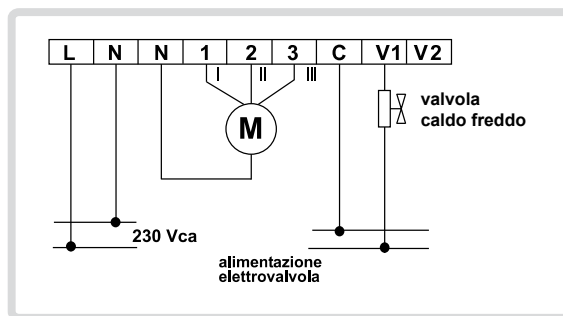 L N N 1 2 3 C V1 V2
I II III
M
valvola
caldo freddo
230 Vca
alimentazione
elettrovalvola